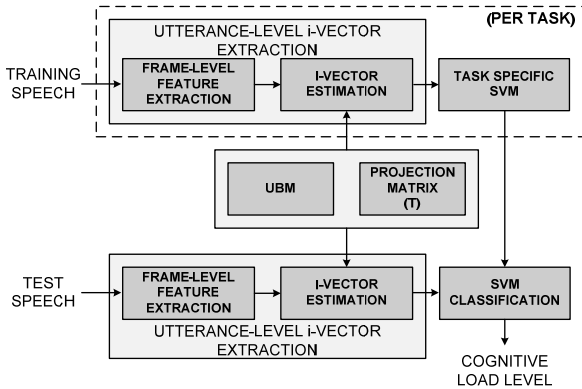 (PER TASK)
UTTERANCE-LEVEL i-VECTOR
EXTRACTION
TRAINING
SPEECH
FRAME-LEVEL
FEATURE
EXTRACTION
I-VECTOR
ESTIMATION
TASK SPECIFIC
SVM
UBM
PROJECTION
MATRIX
(T)
TEST
SPEECH
FRAME-LEVEL
FEATURE
EXTRACTION
I-VECTOR
ESTIMATION
SVM
CLASSIFICATION
UTTERANCE-LEVEL i-VECTOR
EXTRACTION
COGNITIVE
LOAD LEVEL